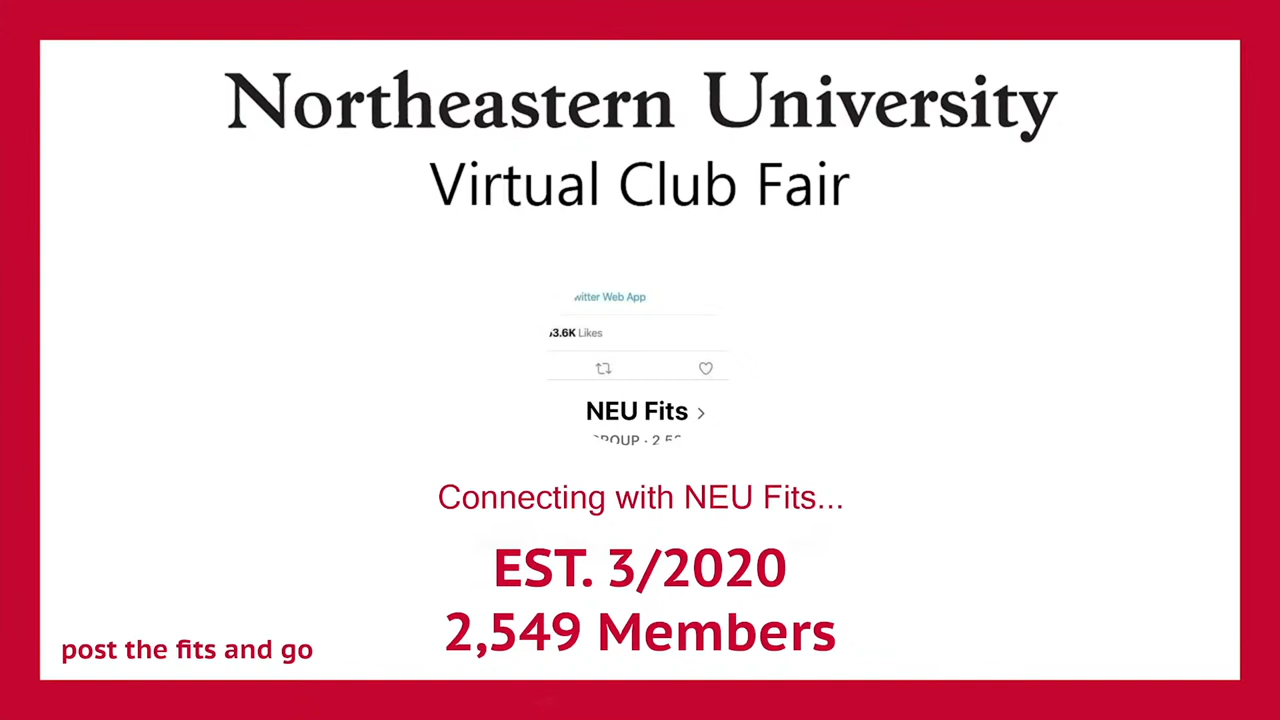 Northeastern University
Virtual Club Fair
witter Web App
3.6K Likes
NEU Fits >
Connecting with NEU Fits...
EST. 3/2020
2,549 Members
post the fits and go